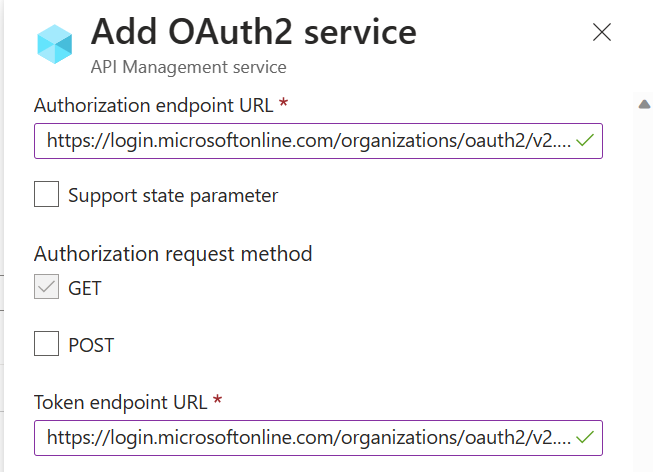 Add OAuth2 service
API Management service
Authorization endpoint URL *
https://login.microsoftonline.com/organizations/oauth2/v2....
Support state parameter
Authorization request method
GET
POST
Token endpoint URL *
https://login.microsoftonline.com/organizations/oauth2/v2....